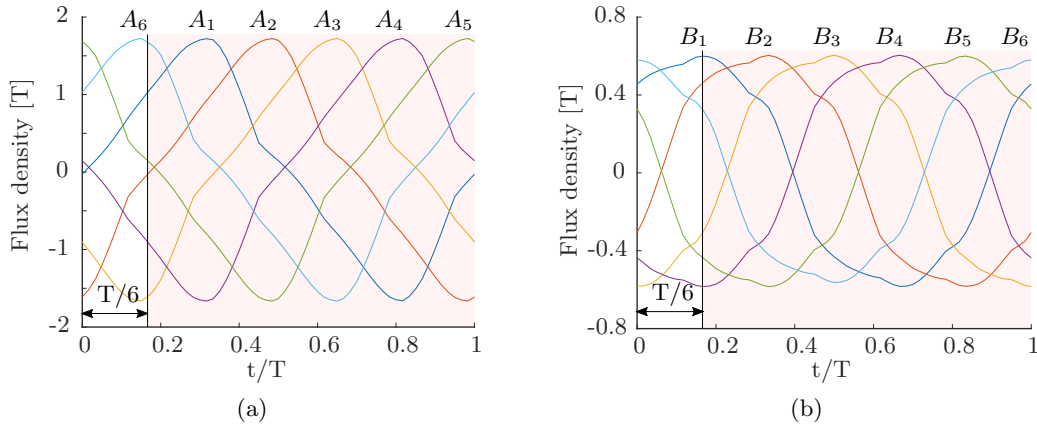 A6 A1 A2 A3 A4 A5
2
1
0
-1
-2
Flux density [T]
T/6
0 0.2 0.4 0.6 0.8 1
t/T
(a)
0.8
0.4
0
-0.4
-0.8
Flux density [T]
B1 B2 B3 B4 B5 B6
T/6
0 0.2 0.4 0.6 0.8 1
t/T
(b)